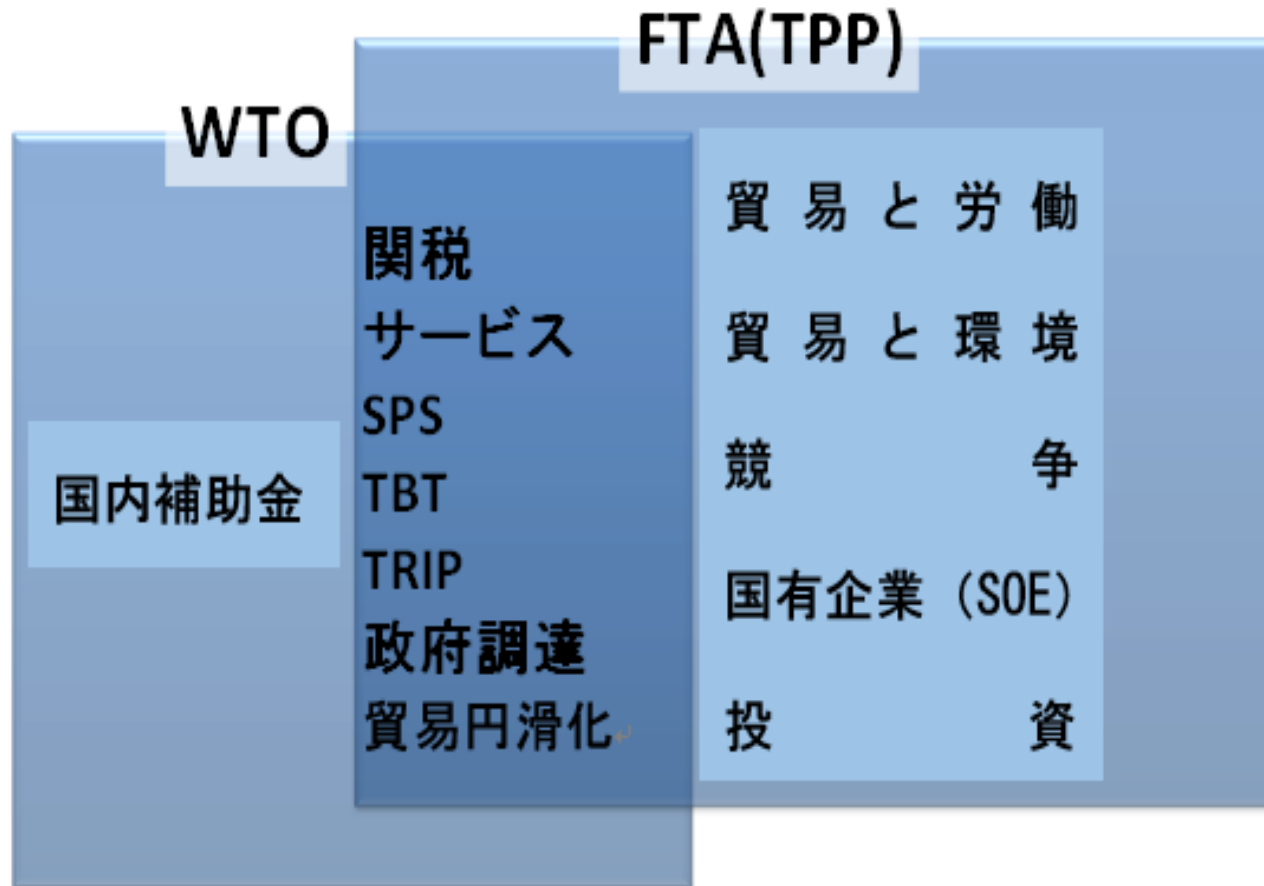 FTA(TPP)
WTO
国内補助金
関税
サービス
SPS
TBT
TRIP
政府調達
貿易円滑化
貿易と労働
貿易と環境
競争
国有企業（SOE）
投資